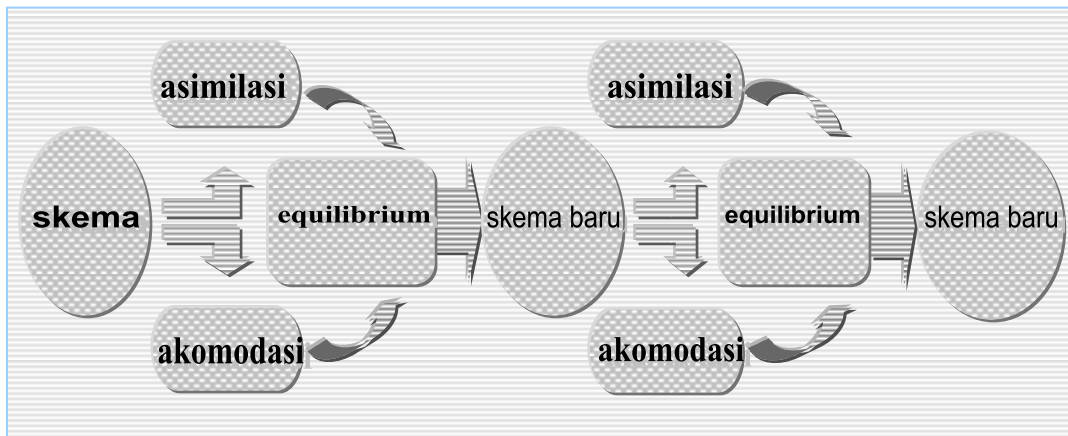 asimilasi
skema
equilibrium
akomodasi
skema baru
asimilasi
equilibrium
akomodasi
skema baru